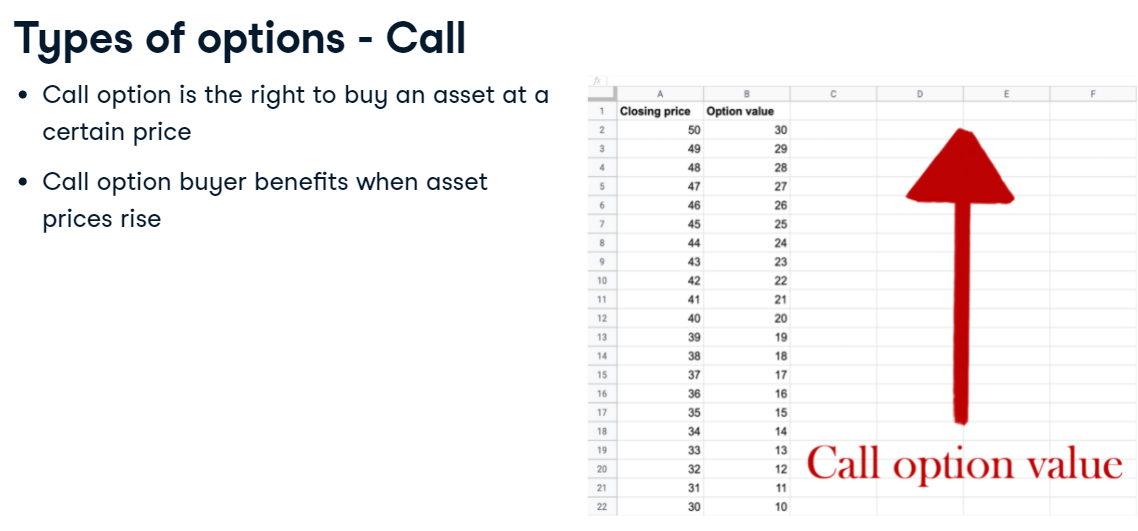 Types of options - Call
• Call option is the right to buy an asset at a
certain price
• Call option buyer benefits when asset
prices rise
fx
A B C D E F
1 Closing price Option value
2 50 30
3 49 29
4 48 28
5 47 27
6 46 26
7 45 25
8 44 24
9 43 23
10 42 22
11 41 21
12 40 20
13 39 19
14 38 18
15 37 17
16 36 16
17 35 15
18 34 14
19 33 13
20 32 12
21 31 11
22 30 10
Call option value